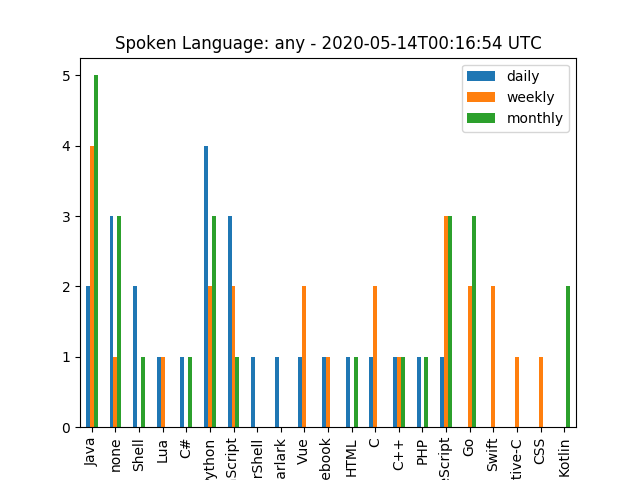 Spoken Language: any - 2020-05-14T00:16:54 UTC
daily
weekly
monthly
5
4
3
2
1
0
Java
none
Shell
Lua
C#
ython
Script
rShell
arlark
Vue
ebook
HTML
C
C++
PHP
eScript
Go
Swift
tive-C
CSS
Kotlin